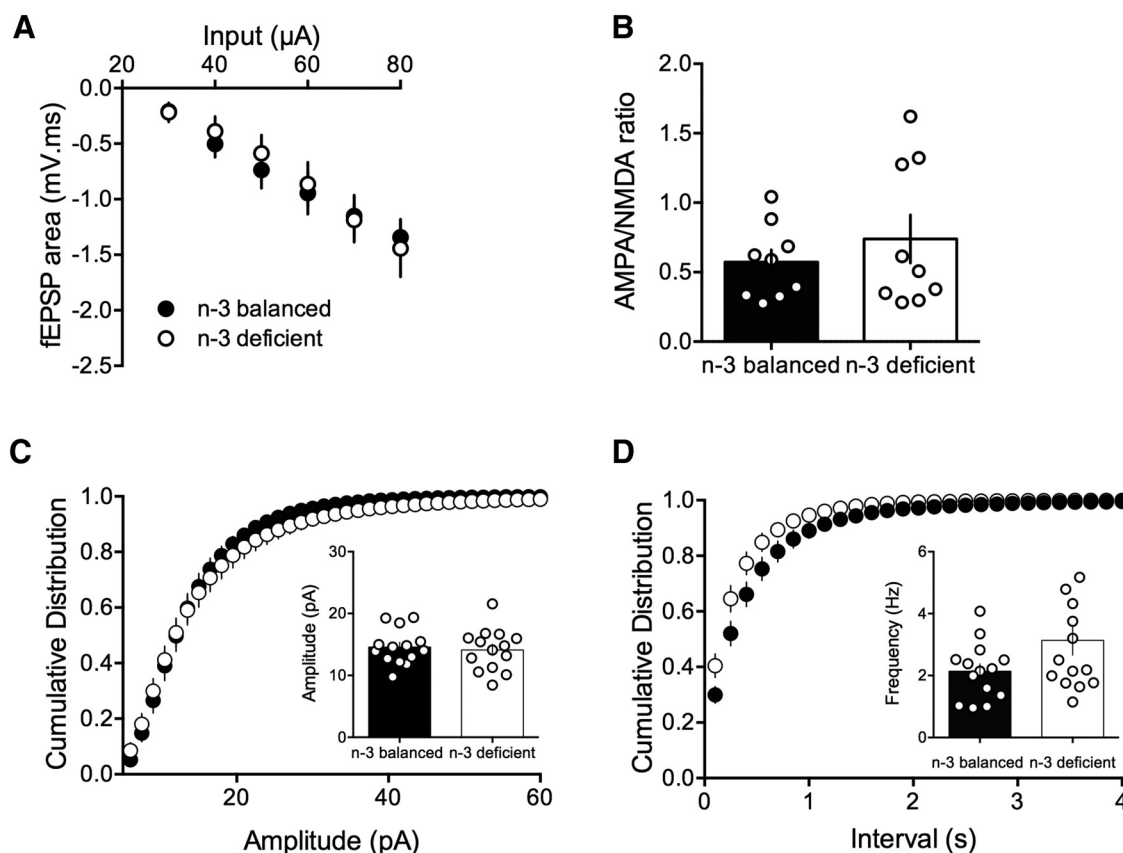 A
Input (µA)
20 40 60 80
0.0
-0.5
-1.0
-1.5
-2.0
-2.5
fEPSP area (mV.ms)
n-3 balanced
n-3 deficient
B
2.0
1.5
1.0
0.5
0.0
AMPA/NMDA ratio
n-3 balanced n-3 deficient
C
1.0
0.8
0.6
0.4
0.2
0.0
Cumulative Distribution
20 40 60
Amplitude (pA)
30
20
10
0
Amplitude (pA)
n-3 balanced n-3 deficient
D
1.0
0.8
0.6
0.4
0.2
0.0
Cumulative Distribution
0 1 2 3 4
Interval (s)
6
4
2
0
Frequency (Hz)
n-3 balanced n-3 deficient